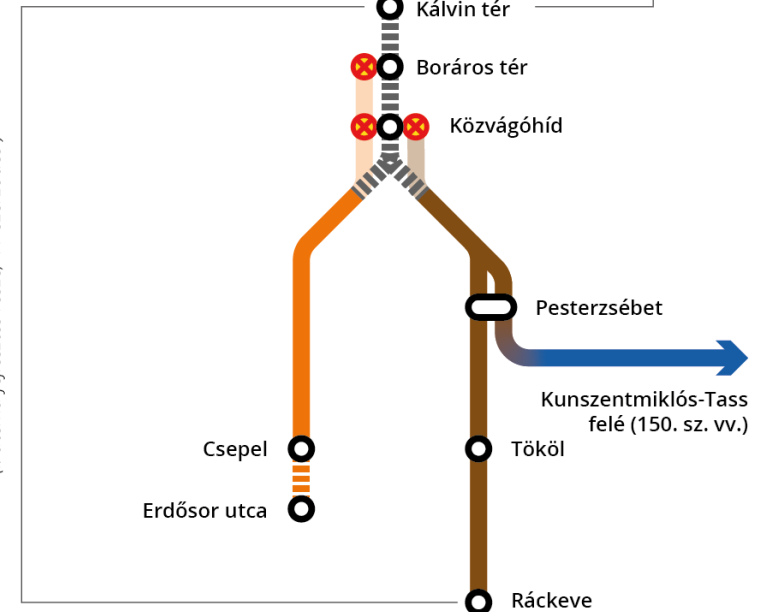 Kálvin tér
Boráros tér
Közvágóhíd
Pesterzsébet
Kunszentmiklós-Tass
felé (150. sz. vv.)
Csepel
Tököl
Erdősor utca
Ráckeve